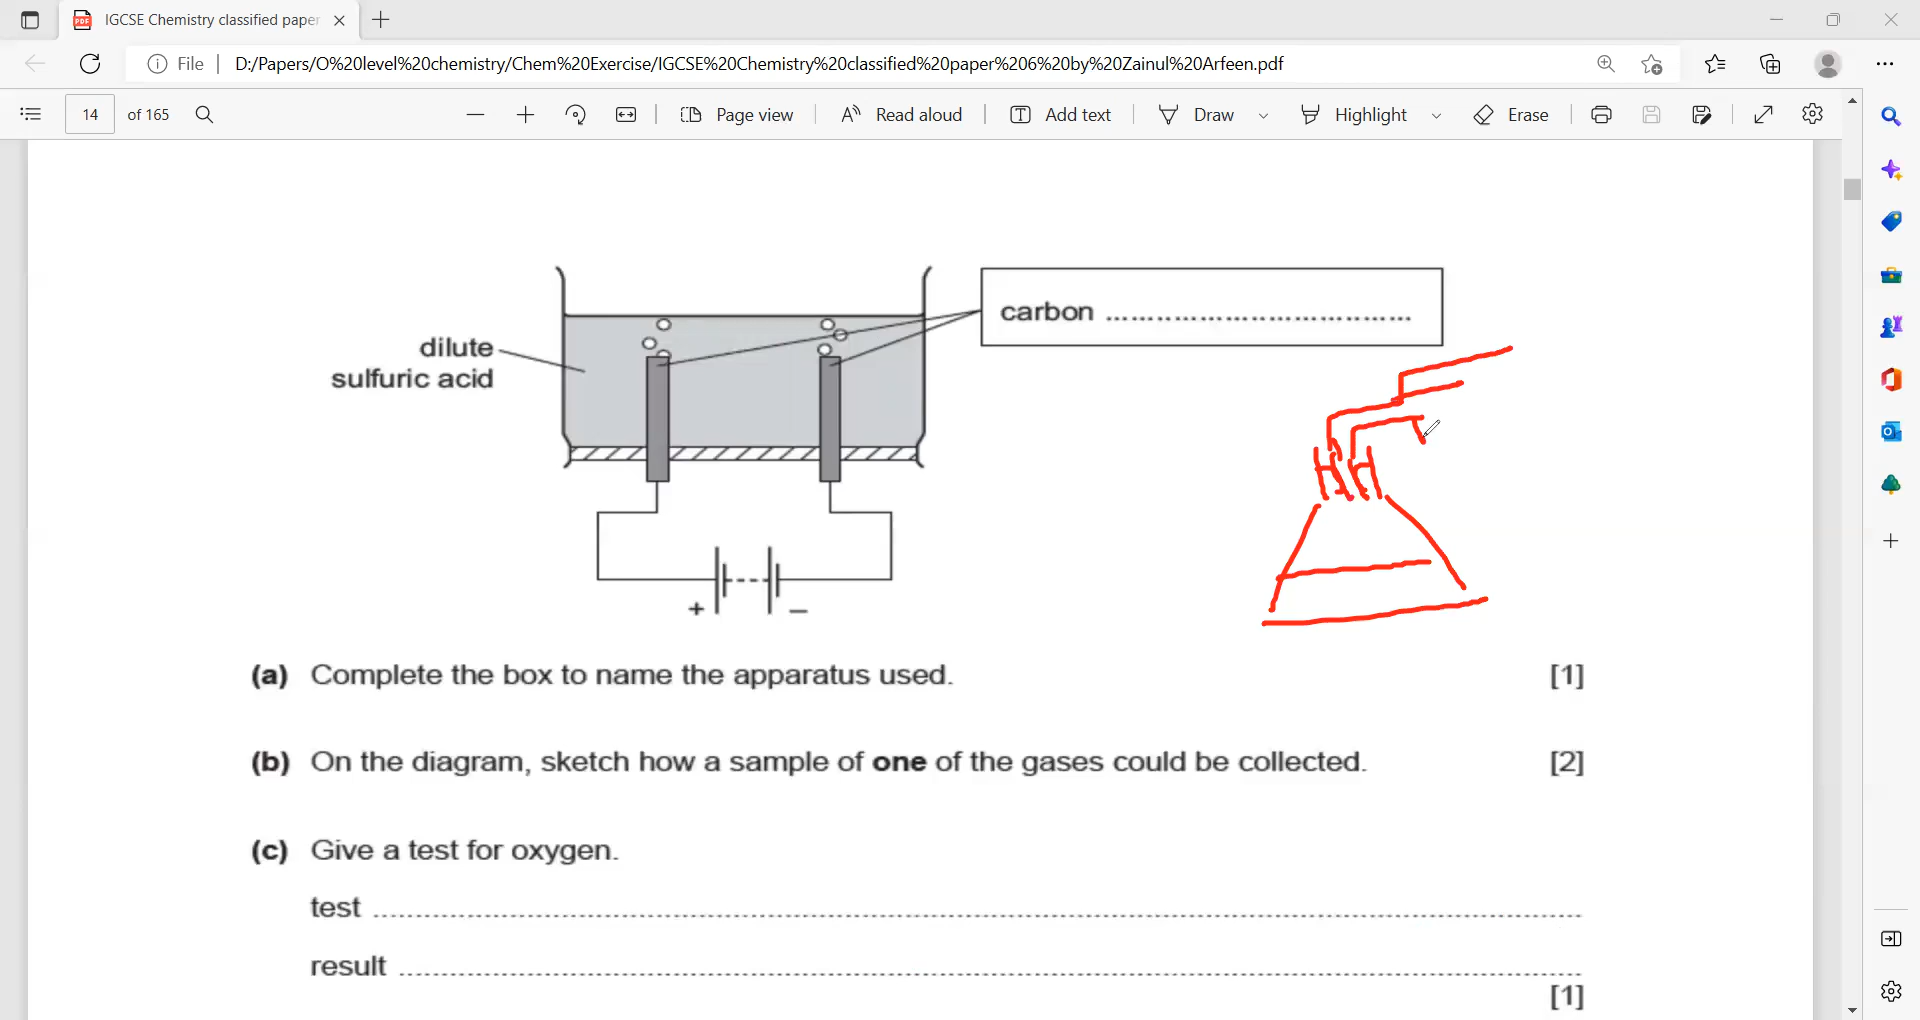 IGCSE Chemistry classified paper
File
D:/Papers/O%20level%20chemistry/Chem%20Exercise/IGCSE%20Chemistry%20classified%20paper%206%20by%20Zainul%20Arfeen.pdf
14 of 165
Page view
Read aloud
Add text
Draw
Highlight
Erase
carbon ..................................
dilute
sulfuric acid
+ −
(a) Complete the box to name the apparatus used. [1]
(b) On the diagram, sketch how a sample of one of the gases could be collected. [2]
(c) Give a test for oxygen.
test ................................................................
result ................................................................
[1]